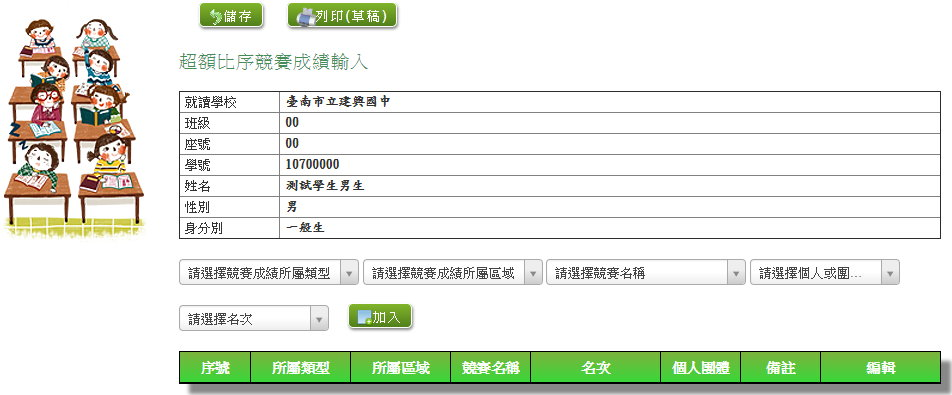 儲存 列印(草稿)
超額比序競賽成績輸入
就讀學校 臺南市立建興國中
班級 00
座號 00
學號 10700000
姓名 測試學生男生
性別 男
身分別 一般生
請選擇競賽成績所屬類型 請選擇競賽成績所屬區域 請選擇競賽名稱 請選擇個人或團...
請選擇名次 加入
序號 所屬類型 所屬區域 競賽名稱 名次 個人團體 備註 編輯